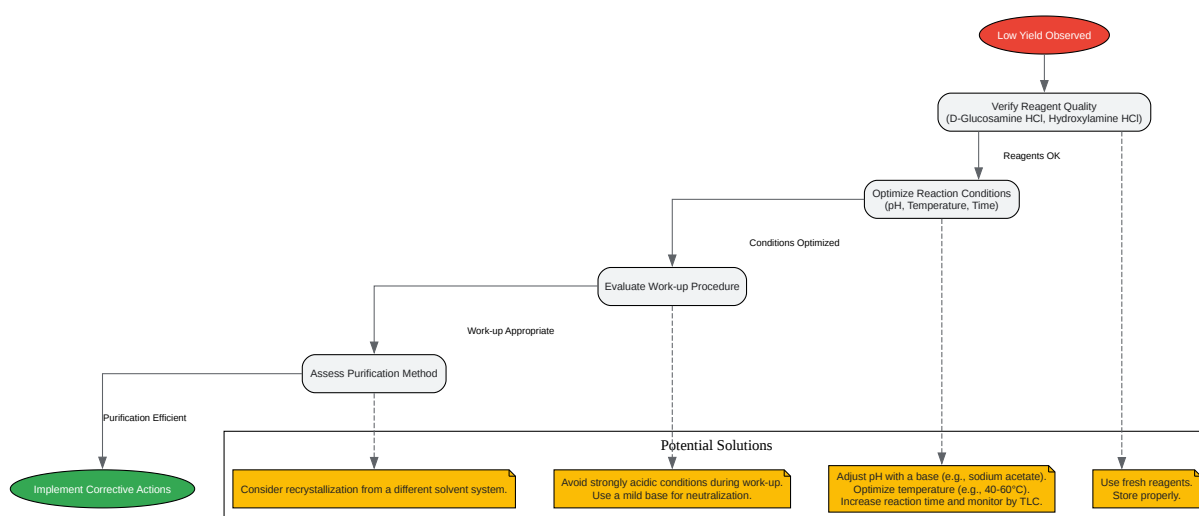 Low Yield Observed
Verify Reagent Quality
(D-Glucosamine HCl, Hydroxylamine HCl)
Reagents OK
Optimize Reaction Conditions
(pH, Temperature, Time)
Conditions Optimized
Evaluate Work-up Procedure
Work-up Appropriate
Assess Purification Method
Purification Efficient
Implement Corrective Actions
Potential Solutions
Consider recrystallization from a different solvent system.
Avoid strongly acidic conditions during work-up.
Use a mild base for neutralization.
Adjust pH with a base (e.g., sodium acetate).
Optimize temperature (e.g., 40-60°C).
Increase reaction time and monitor by TLC.
Use fresh reagents.
Store properly.